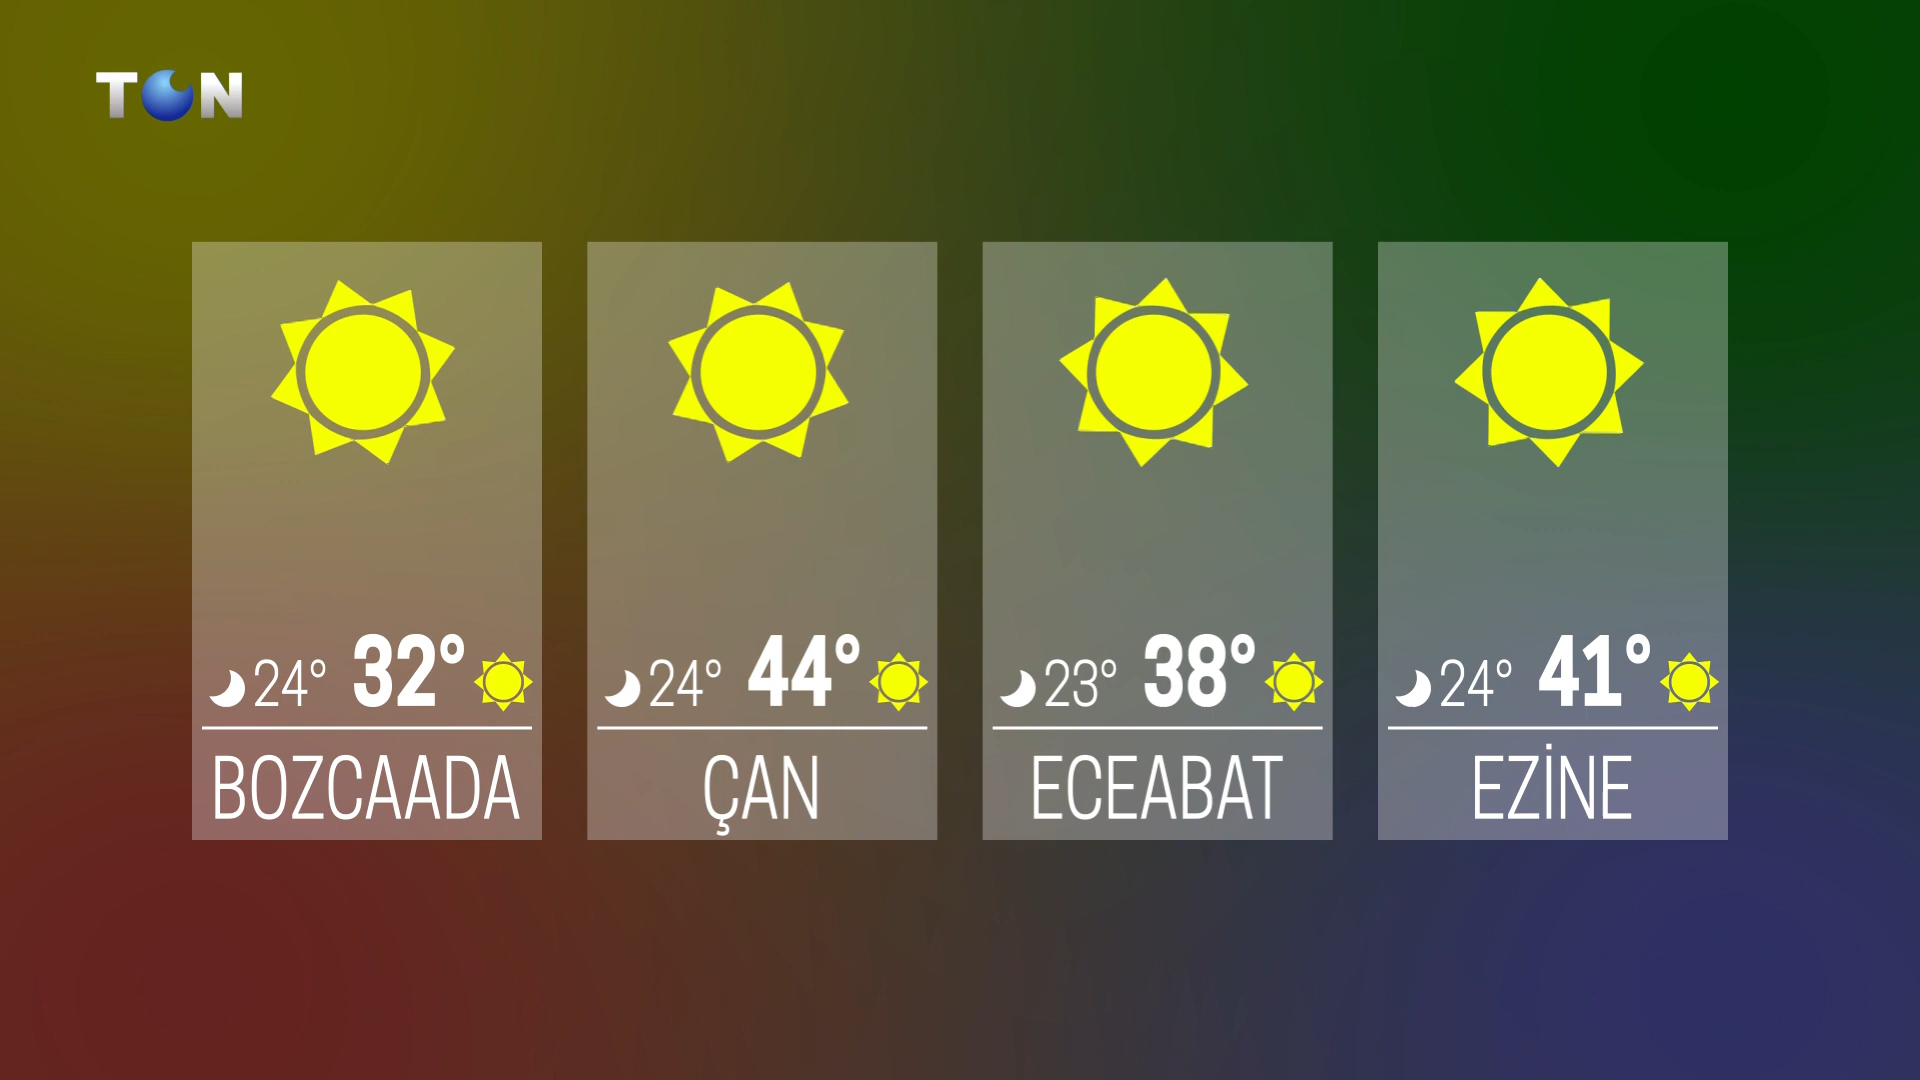 TON
24° 32°
BOZCAADA
24° 44°
ÇAN
23° 38°
ECEABAT
24° 41°
EZİNE